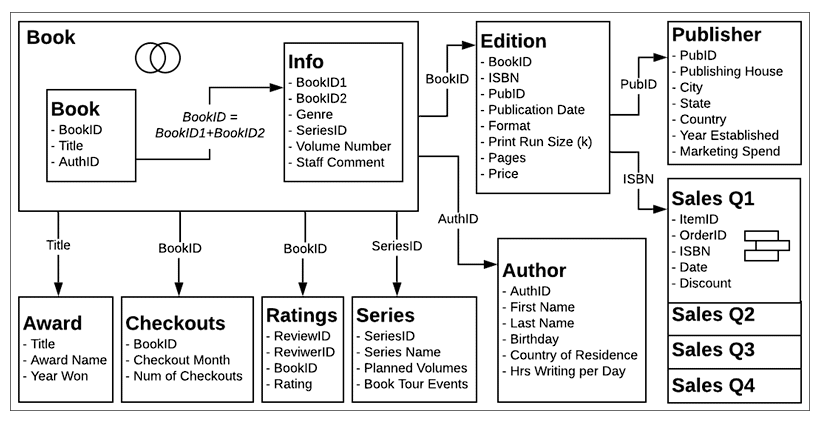 Book
Book
- BookID
- Title
- AuthID
BookID =
BookID1+BookID2
Info
- BookID1
- BookID2
- Genre
- SeriesID
- Volume Number
- Staff Comment
BookID
Edition
- BookID
- ISBN
- PubID
- Publication Date
- Format
- Print Run Size (k)
- Pages
- Price
PubID
Publisher
- PubID
- Publishing House
- City
- State
- Country
- Year Established
- Marketing Spend
ISBN
Sales Q1
- ItemID
- OrderID
- ISBN
- Date
- Discount
Sales Q2
Sales Q3
Sales Q4
AuthID
Author
- AuthID
- First Name
- Last Name
- Birthday
- Country of Residence
- Hrs Writing per Day
Title
Award
- Title
- Award Name
- Year Won
BookID
Checkouts
- BookID
- Checkout Month
- Num of Checkouts
BookID
Ratings
- ReviewID
- ReviwerID
- BookID
- Rating
SeriesID
Series
- SeriesID
- Series Name
- Planned Volumes
- Book Tour Events